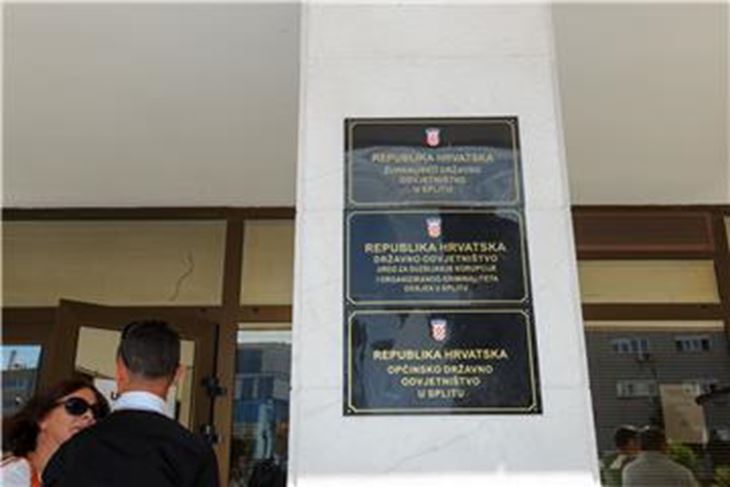 REPUBLIKA HRVATSKA
ŽUPANIJSKO DRŽAVNO
ODVJETNIŠTVO
U SPLITU
REPUBLIKA HRVATSKA
DRŽAVNO ODVJETNIŠTVO
URED ZA SUZBIJANJE KORUPCIJE
I ORGANIZIRANOG KRIMINALITETA
ODSJEK U SPLITU
REPUBLIKA HRVATSKA
OPĆINSKO DRŽAVNO
ODVJETNIŠTVO
U SPLITU